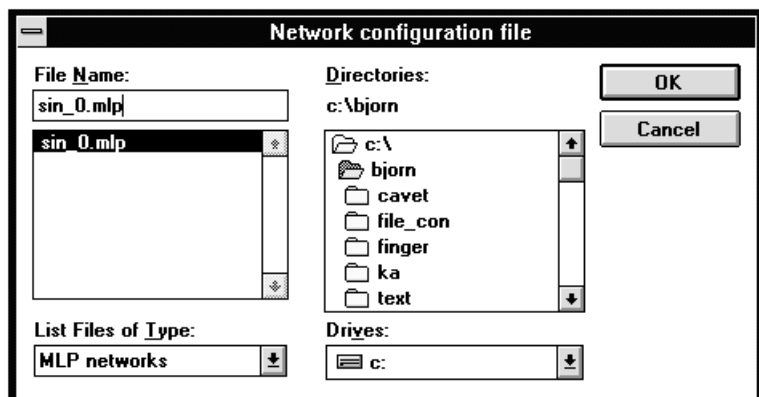 Network configuration file
File Name:
sin_0.mlp
sin_0.mlp
List Files of Type:
MLP networks
Directories:
c:\bjorn
c:\
bjorn
cavet
file_con
finger
ka
text
Drives:
c:
OK
Cancel